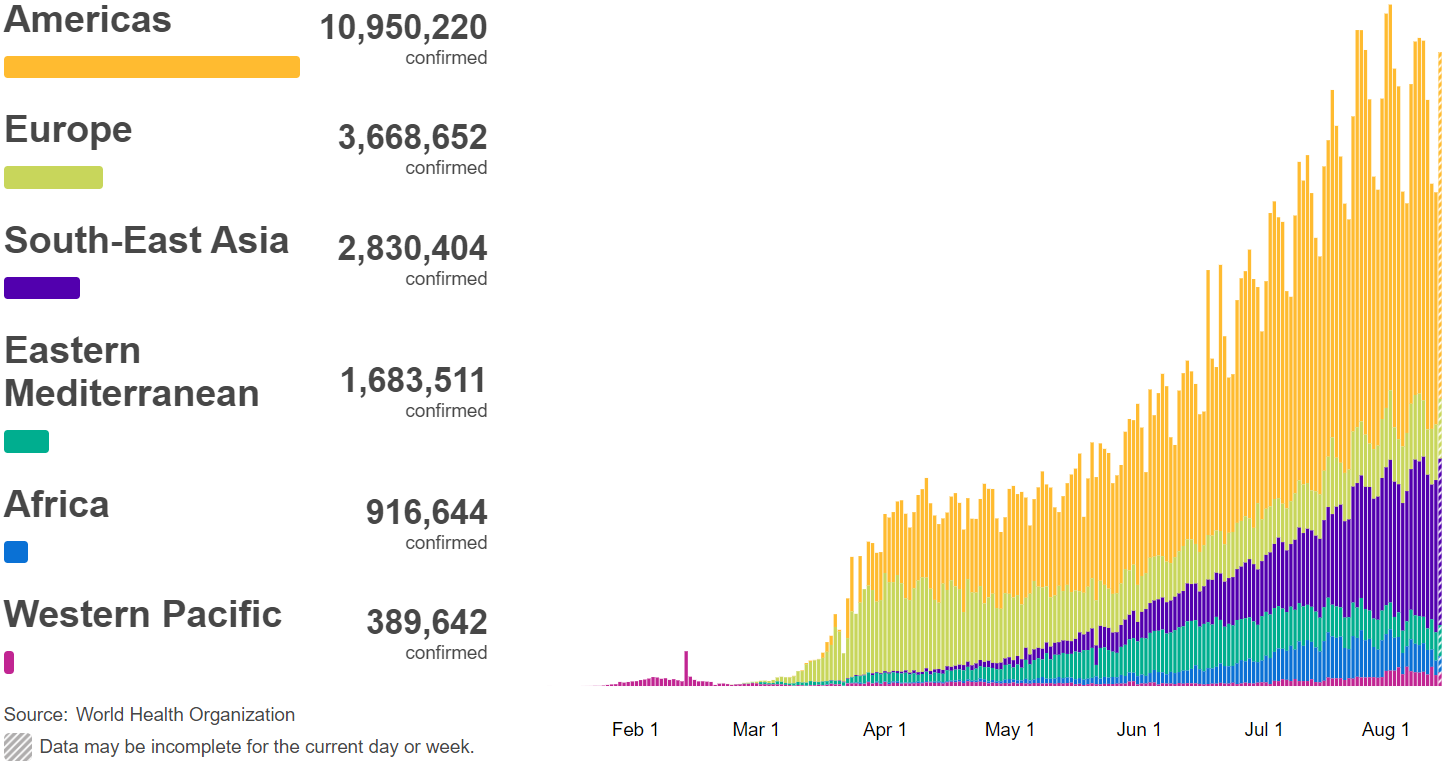 Americas
10,950,220
confirmed
Europe
3,668,652
confirmed
South-East Asia
2,830,404
confirmed
Eastern
Mediterranean
1,683,511
confirmed
Africa
916,644
confirmed
Western Pacific
389,642
confirmed
Source: World Health Organization
Data may be incomplete for the current day or week.
Feb 1 Mar 1 Apr 1 May 1 Jun 1 Jul 1 Aug 1